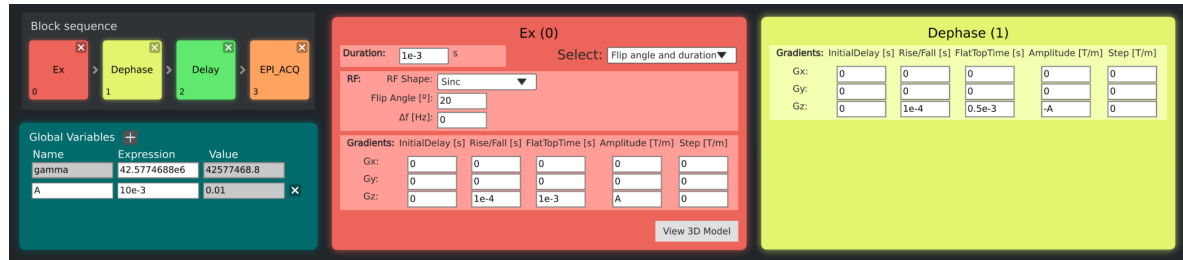 Block sequence
Ex > Dephase > Delay > EPI_ACQ
0 1 2 3
Global Variables +
Name Expression Value
gamma 42.5774688e6 42577468.8
A 10e-3 0.01
Ex (0)
Duration: 1e-3 s Select: Flip angle and duration
RF: RF Shape: Sinc
Flip Angle [º]: 20
Δf [Hz]: 0
Gradients: InitialDelay [s] Rise/Fall [s] FlatTopTime [s] Amplitude [T/m] Step [T/m]
Gx: 0 0 0 0 0
Gy: 0 0 0 0 0
Gz: 0 1e-4 1e-3 A 0
View 3D Model
Dephase (1)
Gradients: InitialDelay [s] Rise/Fall [s] FlatTopTime [s] Amplitude [T/m] Step [T/m]
Gx: 0 0 0 0 0
Gy: 0 0 0 0 0
Gz: 0 1e-4 0.5e-3 -A 0